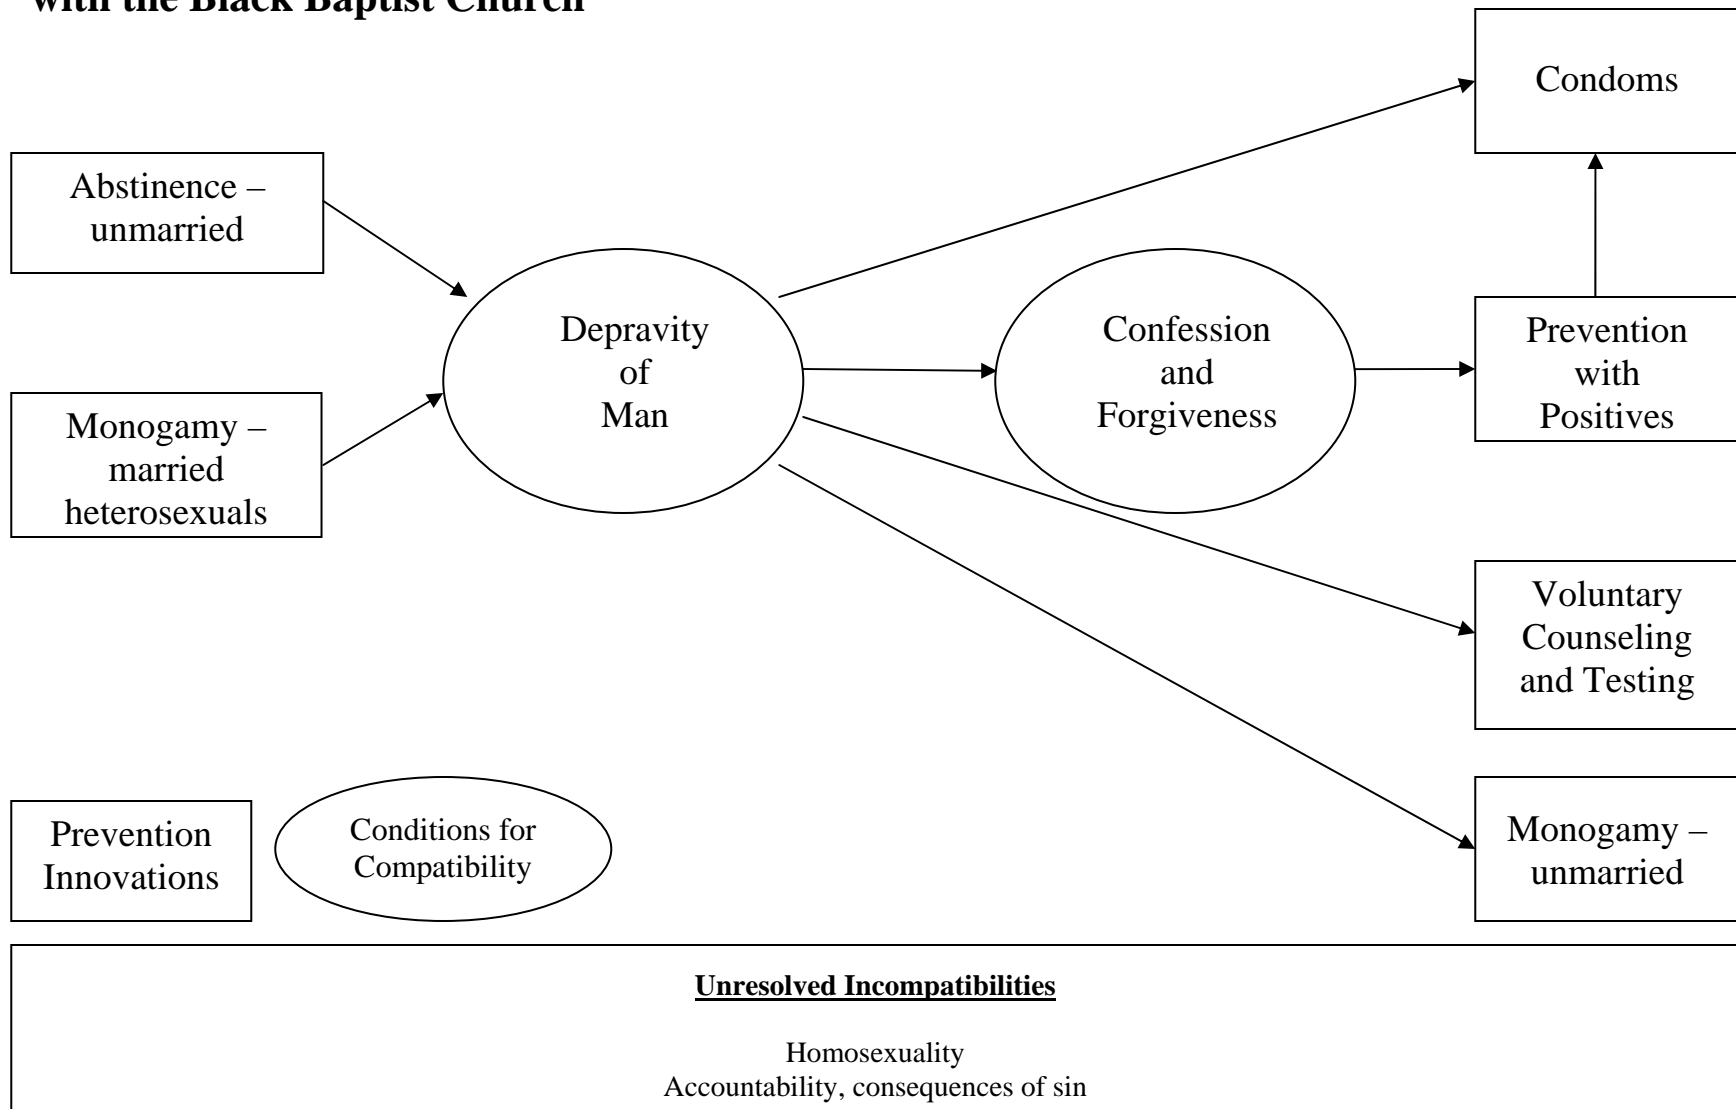 with the Black Baptist Church
Condoms
Abstinence –
unmarried
Depravity
of
Man
Confession
and
Forgiveness
Prevention
with
Positives
Monogamy –
married
heterosexuals
Voluntary
Counseling
and Testing
Prevention
Innovations
Conditions for
Compatibility
Monogamy –
unmarried
Unresolved Incompatibilities
Homosexuality
Accountability, consequences of sin